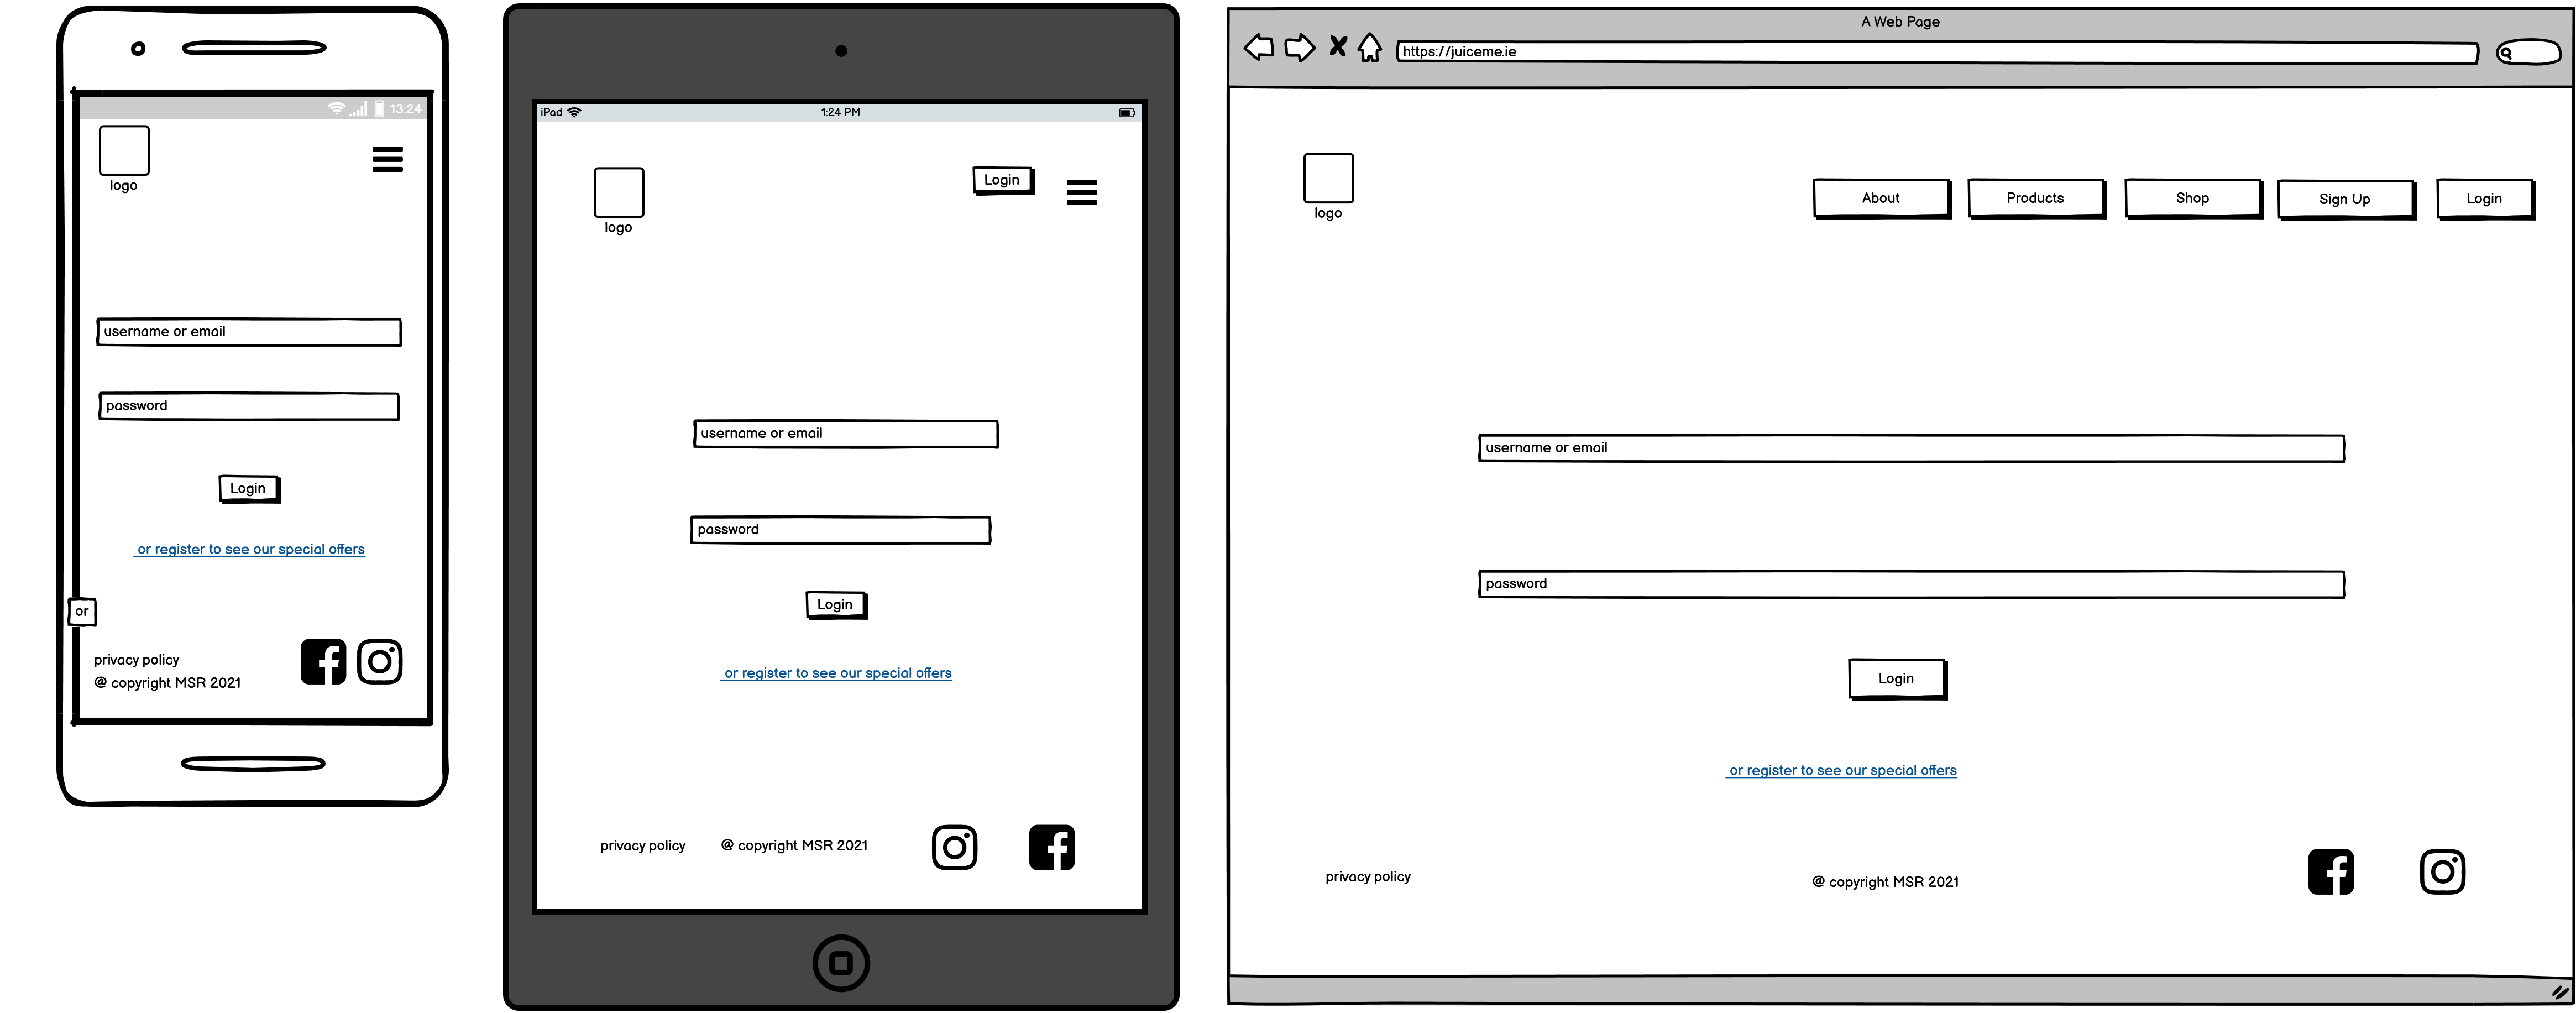 13:24
logo
username or email
password
Login
or register to see our special offers
or
privacy policy
@ copyright MSR 2021
iPad
1:24 PM
Login
logo
username or email
password
Login
or register to see our special offers
privacy policy
@ copyright MSR 2021
A Web Page
https://juiceme.ie
logo
About
Products
Shop
Sign Up
Login
username or email
password
Login
or register to see our special offers
privacy policy
@ copyright MSR 2021